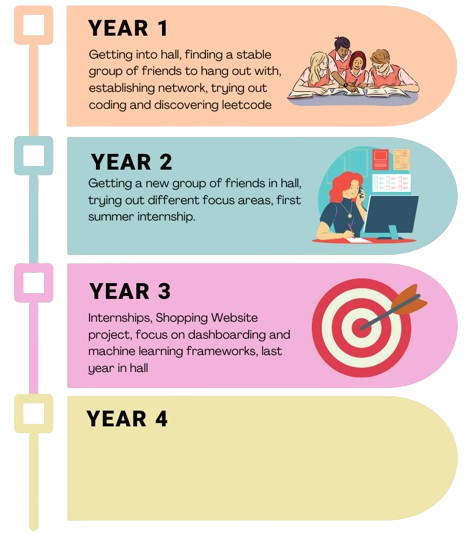 YEAR 1
Getting into hall, finding a stable
group of friends to hang out with,
establishing network, trying out
coding and discovering leetcode
YEAR 2
Getting a new group of friends in hall,
trying out different focus areas, first
summer internship.
YEAR 3
Internships, Shopping Website
project, focus on dashboarding and
machine learning frameworks, last
year in hall
YEAR 4